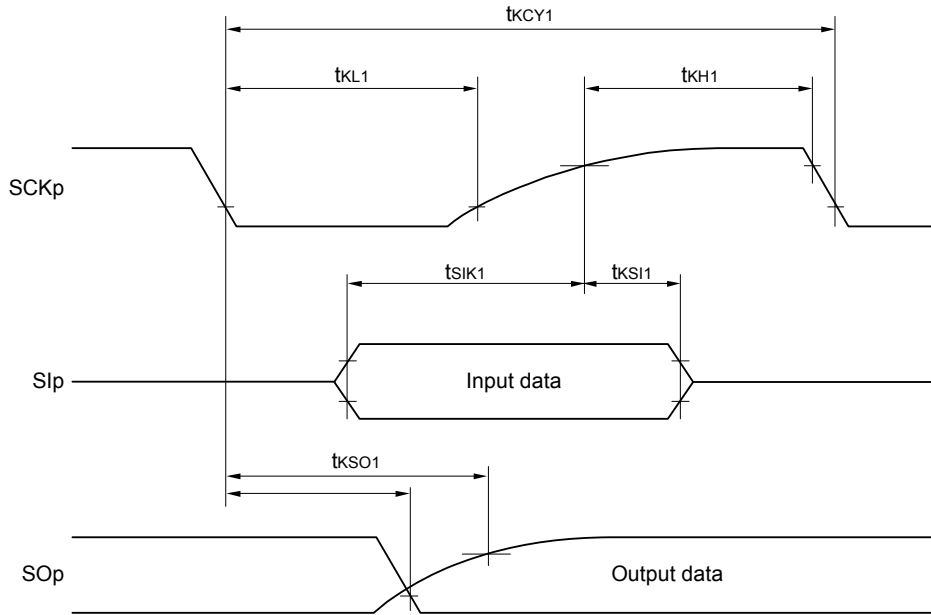 tKCY1
tKL1
tKH1
SCKp
tSIK1
tKSI1
SIp
Input data
tKSO1
SOp
Output data